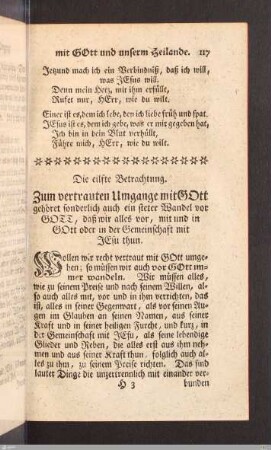 mit GOtt und unserm Heilande. 117
Jetzund mach ich ein Verbindnüß, daß ich will,
was JEsus will.
Denn mein Herz, mit ihm erfüllt,
Rufet nur, HErr, wie du wilt.
Einer ist es, dem ich lebe, den ich liebe früh und spat.
JEsus ist es, dem ich gebe, was er mir gegeben hat,
Ich bin in dein Blut verhüllt,
Führe mich, HErr, wie du wilt.
Die eilfte Betrachtung.
Zum vertrauten Umgange mit GOtt
gehöret sonderlich auch ein steter Wandel vor
GOTT, daß wir alles vor, mit und in
GOtt oder in der Gemeinschaft mit
JEsu thun.
Wollen wir recht vertraut mit GOtt umge-
hen; so müssen wir auch vor GOtt im-
mer wandeln. Wir müssen alles,
wie zu seinem Preise und nach seinem Willen, al-
so auch alles mit, vor und in ihm verrichten, das
ist, alles in seiner Gegenwart, als vor seinen Au-
gen im Glauben an seinen Namen, aus seiner
Kraft und in seiner heiligen Furcht, und kurz, in
der Gemeinschaft mit JEsu, als seine lebendige
Glieder und Reben, die alles erst aus ihm neh-
men und aus seiner Kraft thun, folglich auch al-
les zu ihm, zu seinem Preise richten. Das sind
lauter Dinge die unzertrennlich mit einander ver-
H 3 bunden